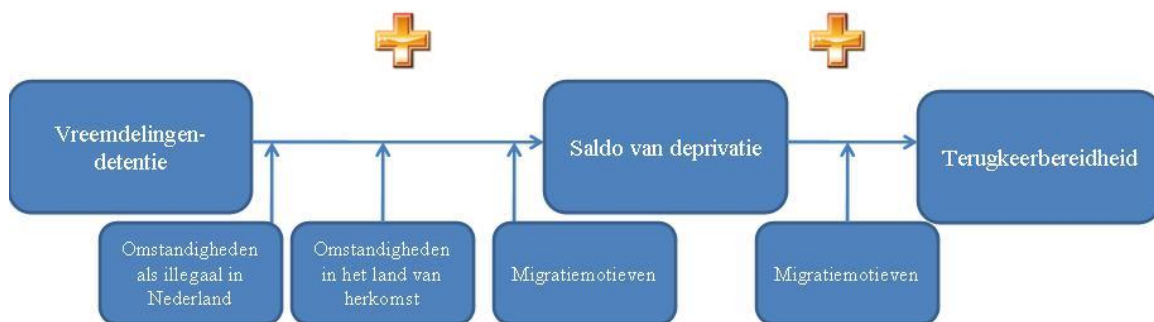 Vreemdelingen-
detentie
Saldo van deprivatie
Terugkeerbereidheid
Omstandigheden
als illegaal in
Nederland
Omstandigheden
in het land van
herkomst
Migratiemotieven
Migratiemotieven